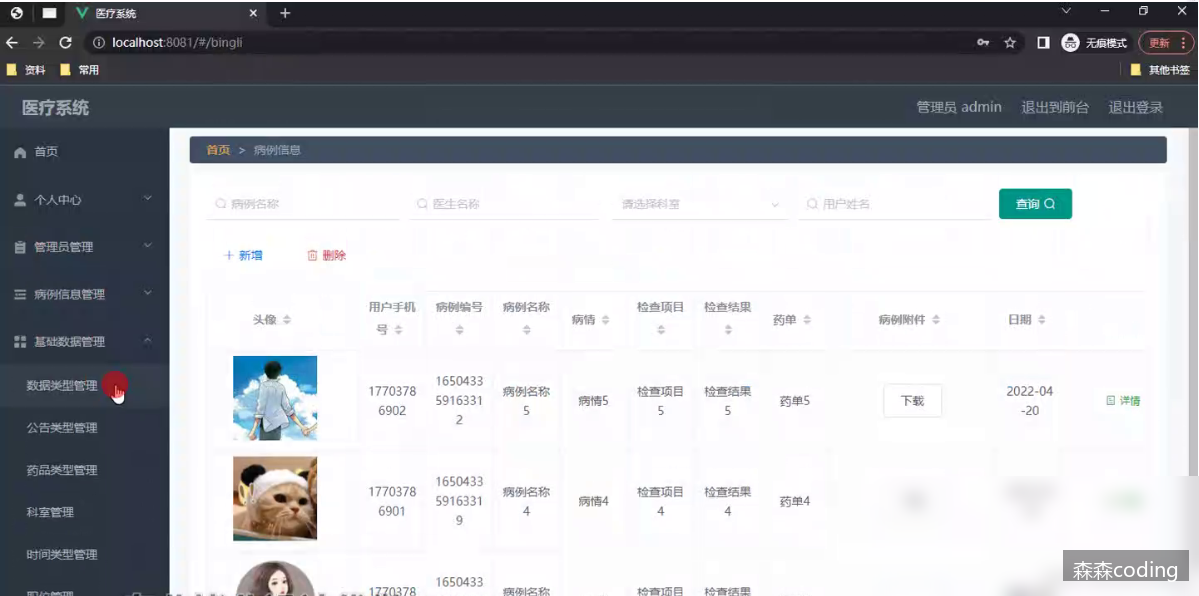 医疗系统
localhost:8081/#/bingli
无痕模式
更新
资料
常用
其他书签
医疗系统
管理员 admin
退出到前台
退出登录
首页
个人中心
管理员管理
病例信息管理
基础数据管理
数据类型管理
公告类型管理
药品类型管理
科室管理
时间类型管理
首页 > 病例信息
病例名称
医生名称
请选择科室
用户姓名
查询
新增
删除
头像
用户手机
号
病例编号
病例名称
病情
检查项目
检查结果
药单
病例附件
日期
1770378
6902
1650433
5916331
2
病例名称
5
病情5
检查项目
5
检查结果
5
药单5
下载
2022-04
-20
详情
1770378
6901
1650433
5916331
9
病例名称
4
病情4
检查项目
4
检查结果
4
药单4
1770378
1650433
病例名称
检查项目
检查结果
森森coding